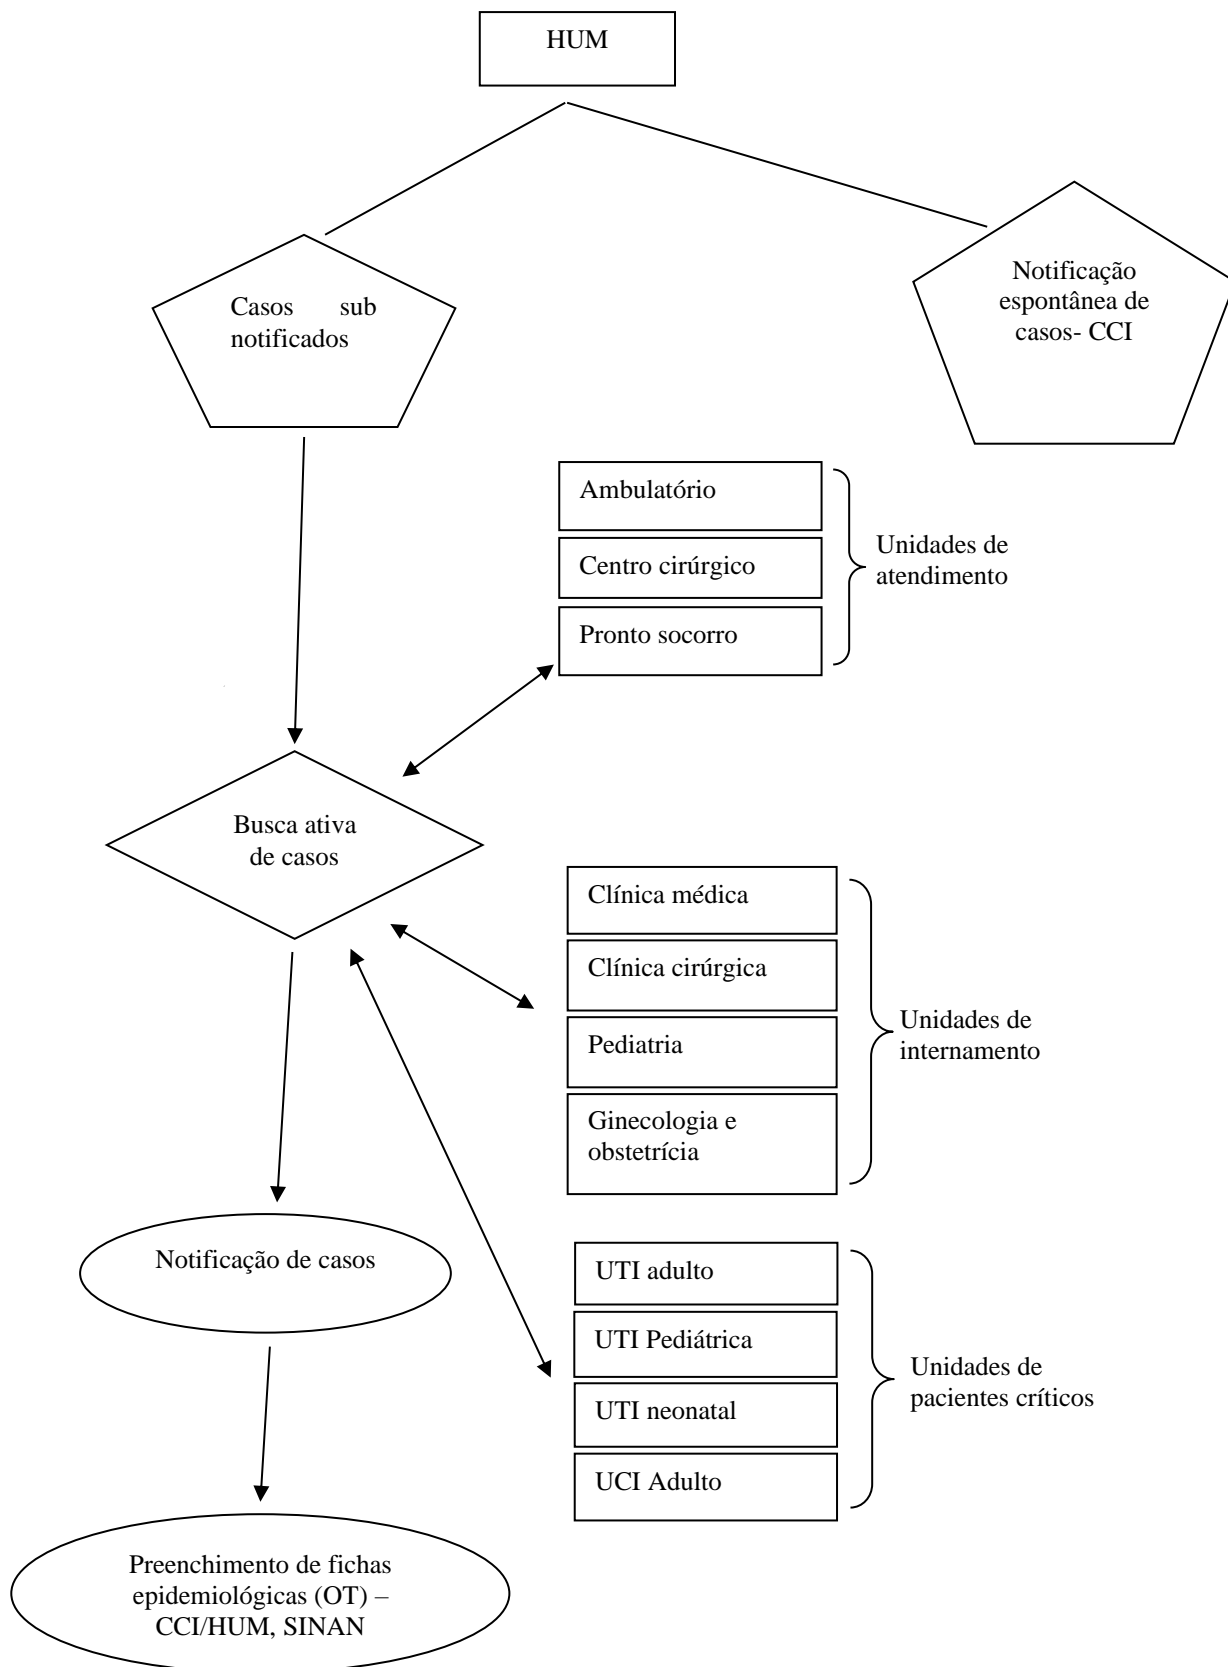 HUM
Casos sub
notificados
Notificação
espontânea de
casos- CCI
Ambulatório
Centro cirúrgico
Pronto socorro
Unidades de
atendimento
Busca ativa
de casos
Clínica médica
Clínica cirúrgica
Pediatria
Ginecologia e
obstetrícia
Unidades de
internamento
Notificação de casos
UTI adulto
UTI Pediátrica
UTI neonatal
UCI Adulto
Unidades de
pacientes críticos
Preenchimento de fichas
epidemiológicas (OT) –
CCI/HUM, SINAN